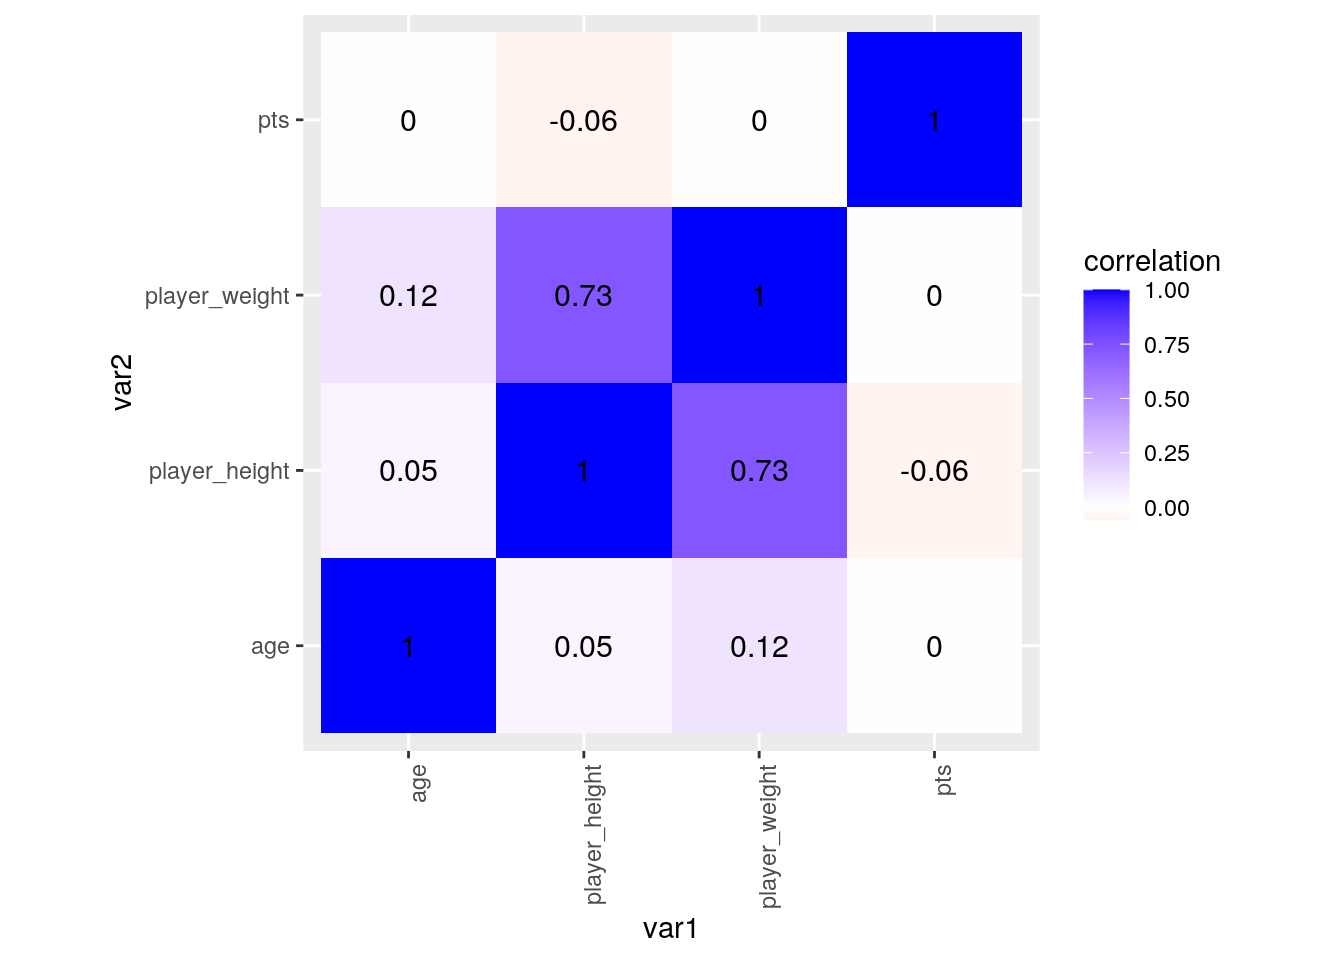 pts
0
-0.06
0
1
player_weight
0.12
0.73
1
0
player_height
0.05
1
0.73
-0.06
age
1
0.05
0.12
0
var2
age
player_height
player_weight
pts
var1
correlation
1.00
0.75
0.50
0.25
0.00